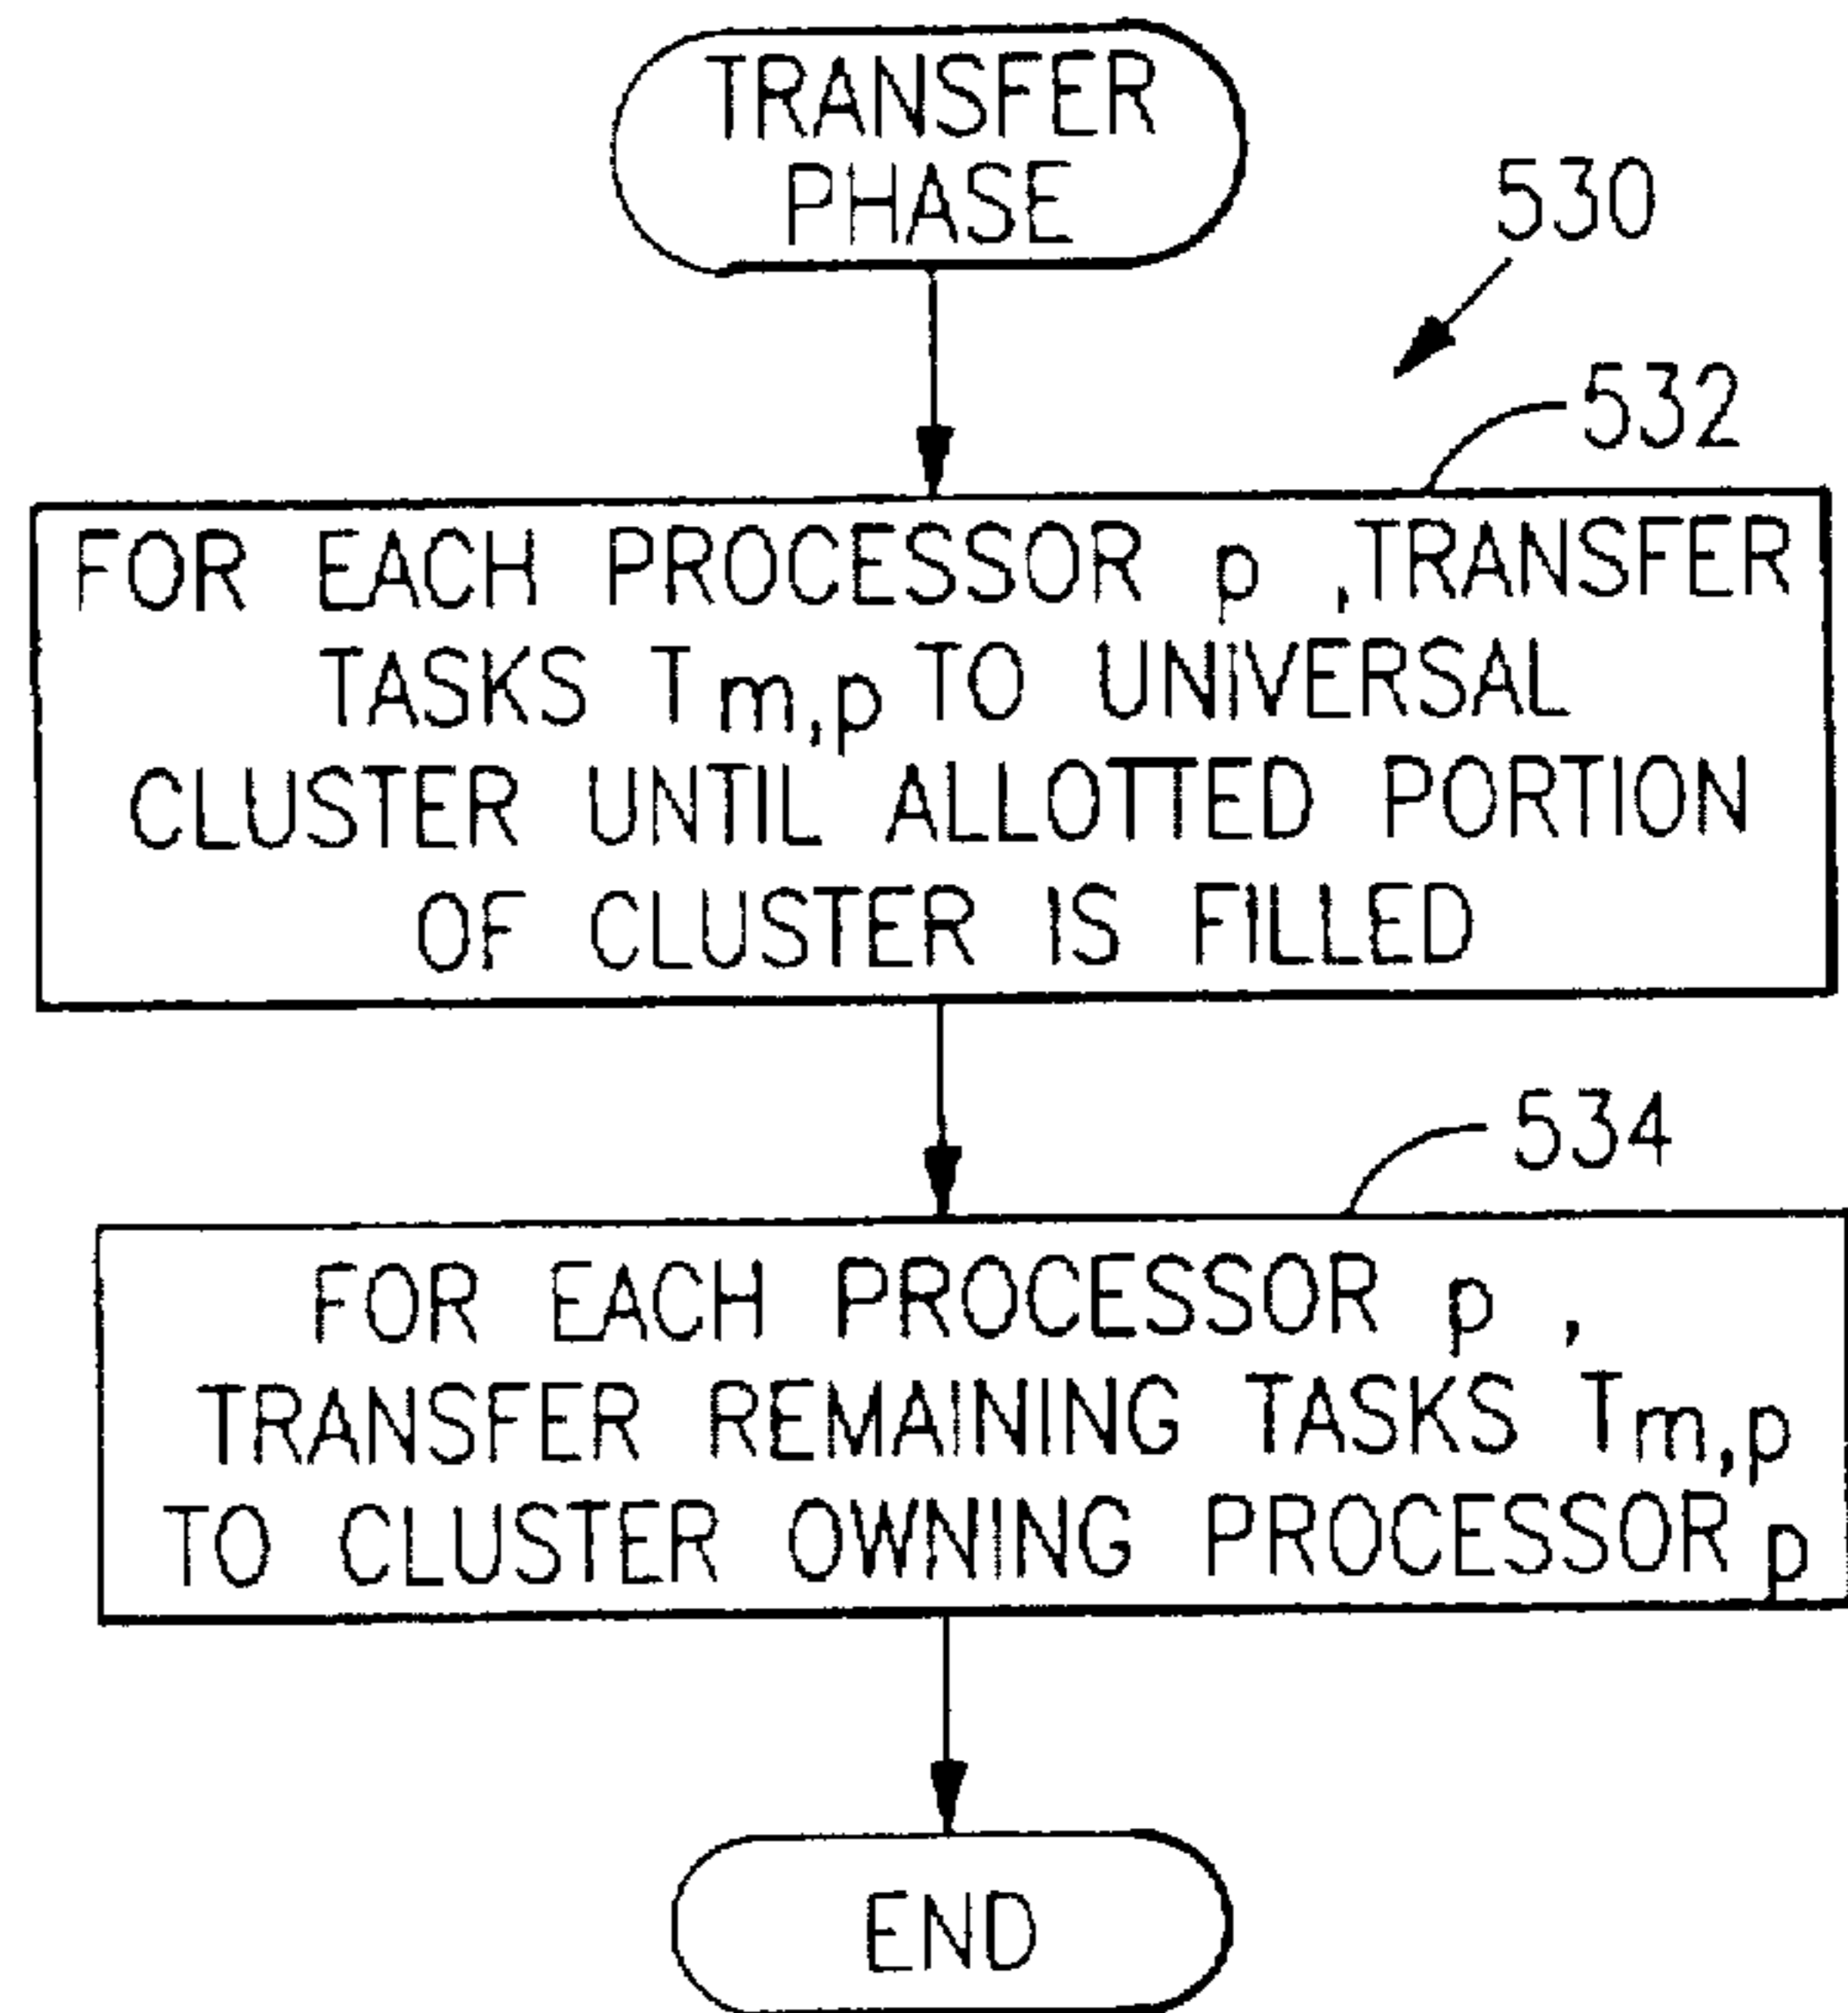 TRANSFER
PHASE
530
532
FOR EACH PROCESSOR p ,TRANSFER
TASKS Tm,p TO UNIVERSAL
CLUSTER UNTIL ALLOTTED PORTION
OF CLUSTER IS FILLED
534
FOR EACH PROCESSOR p ,
TRANSFER REMAINING TASKS Tm,p
TO CLUSTER OWNING PROCESSOR p
END